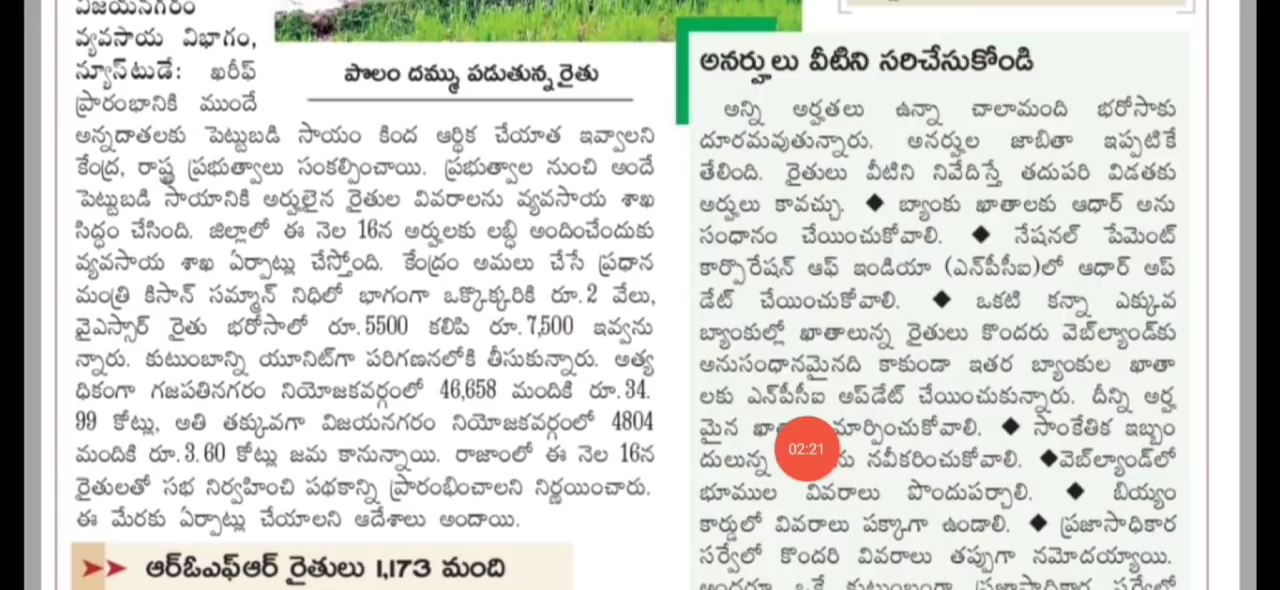 విజయనగరం
వ్యవసాయ విభాగం,
న్యూస్‌టుడే: ఖరీఫ్
ప్రారంభానికి ముందే
అన్నదాతలకు పెట్టుబడి సాయం కింద ఆర్థిక చేయూత ఇవ్వాలని
కేంద్ర, రాష్ట్ర ప్రభుత్వాలు సంకల్పించాయి. ప్రభుత్వాల నుంచి అందే
పెట్టుబడి సాయానికి అర్హులైన రైతుల వివరాలను వ్యవసాయ శాఖ
సిద్ధం చేసింది. జిల్లాలో ఈ నెల 16న అర్హులకు లబ్ధి అందించేందుకు
వ్యవసాయ శాఖ ఏర్పాట్లు చేస్తోంది. కేంద్రం అమలు చేసే ప్రధాన
మంత్రి కిసాన్ సమ్మాన్ నిధిలో భాగంగా ఒక్కొక్కరికి రూ.2 వేలు,
వైఎస్సార్ రైతు భరోసాలో రూ.5500 కలిపి రూ.7,500 ఇవ్వను
న్నారు. కుటుంబాన్ని యూనిట్‌గా పరిగణనలోకి తీసుకున్నారు. అత్య
ధికంగా గజపతినగరం నియోజకవర్గంలో 46,658 మందికి రూ.34.
99 కోట్లు, అతి తక్కువగా విజయనగరం నియోజకవర్గంలో 4804
మందికి రూ.3.60 కోట్లు జమ కానున్నాయి. రాజాంలో ఈ నెల 16న
రైతులతో సభ నిర్వహించి పథకాన్ని ప్రారంభించాలని నిర్ణయించారు.
ఈ మేరకు ఏర్పాట్లు చేయాలని ఆదేశాలు అందాయి.
పొలం దమ్ము పడుతున్న రైతు
ఆర్‌ఓఎఫ్ఆర్ రైతులు 1,173 మంది
అనర్హులు వీటిని సరిచేసుకోండి
అన్ని అర్హతలు ఉన్నా చాలామంది భరోసాకు
దూరమవుతున్నారు. అనర్హుల జాబితా ఇప్పటికే
తేలింది. రైతులు వీటిని నివేదిస్తే తదుపరి విడతకు
అర్హులు కావచ్చు. ◆ బ్యాంకు ఖాతాలకు ఆధార్ అను
సంధానం చేయించుకోవాలి. ◆ నేషనల్ పేమెంట్
కార్పొరేషన్ ఆఫ్ ఇండియా (ఎన్‌పీసీఐ)లో ఆధార్ అప్
డేట్ చేయించుకోవాలి. ◆ ఒకటి కన్నా ఎక్కువ
బ్యాంకుల్లో ఖాతాలున్న రైతులు కొందరు వెబ్‌ల్యాండ్‌కు
అనుసంధానమైనది కాకుండా ఇతర బ్యాంకుల ఖాతా
లకు ఎన్‌పీసీఐ అప్‌డేట్ చేయించుకున్నారు. దీన్ని అర్హ
మైన మార్పించుకోవాలి. ◆ సాంకేతిక ఇబ్బం
దులున్న నవీకరించుకోవాలి. ◆వెబ్‌ల్యాండ్‌లో
02:21
భూముల వివరాలు పొందుపర్చాలి. ◆ బియ్యం
కార్డులో వివరాలు పక్కాగా ఉండాలి. ◆ ప్రజాసాధికార
సర్వేలో కొందరి వివరాలు తప్పుగా నమోదయ్యాయి.